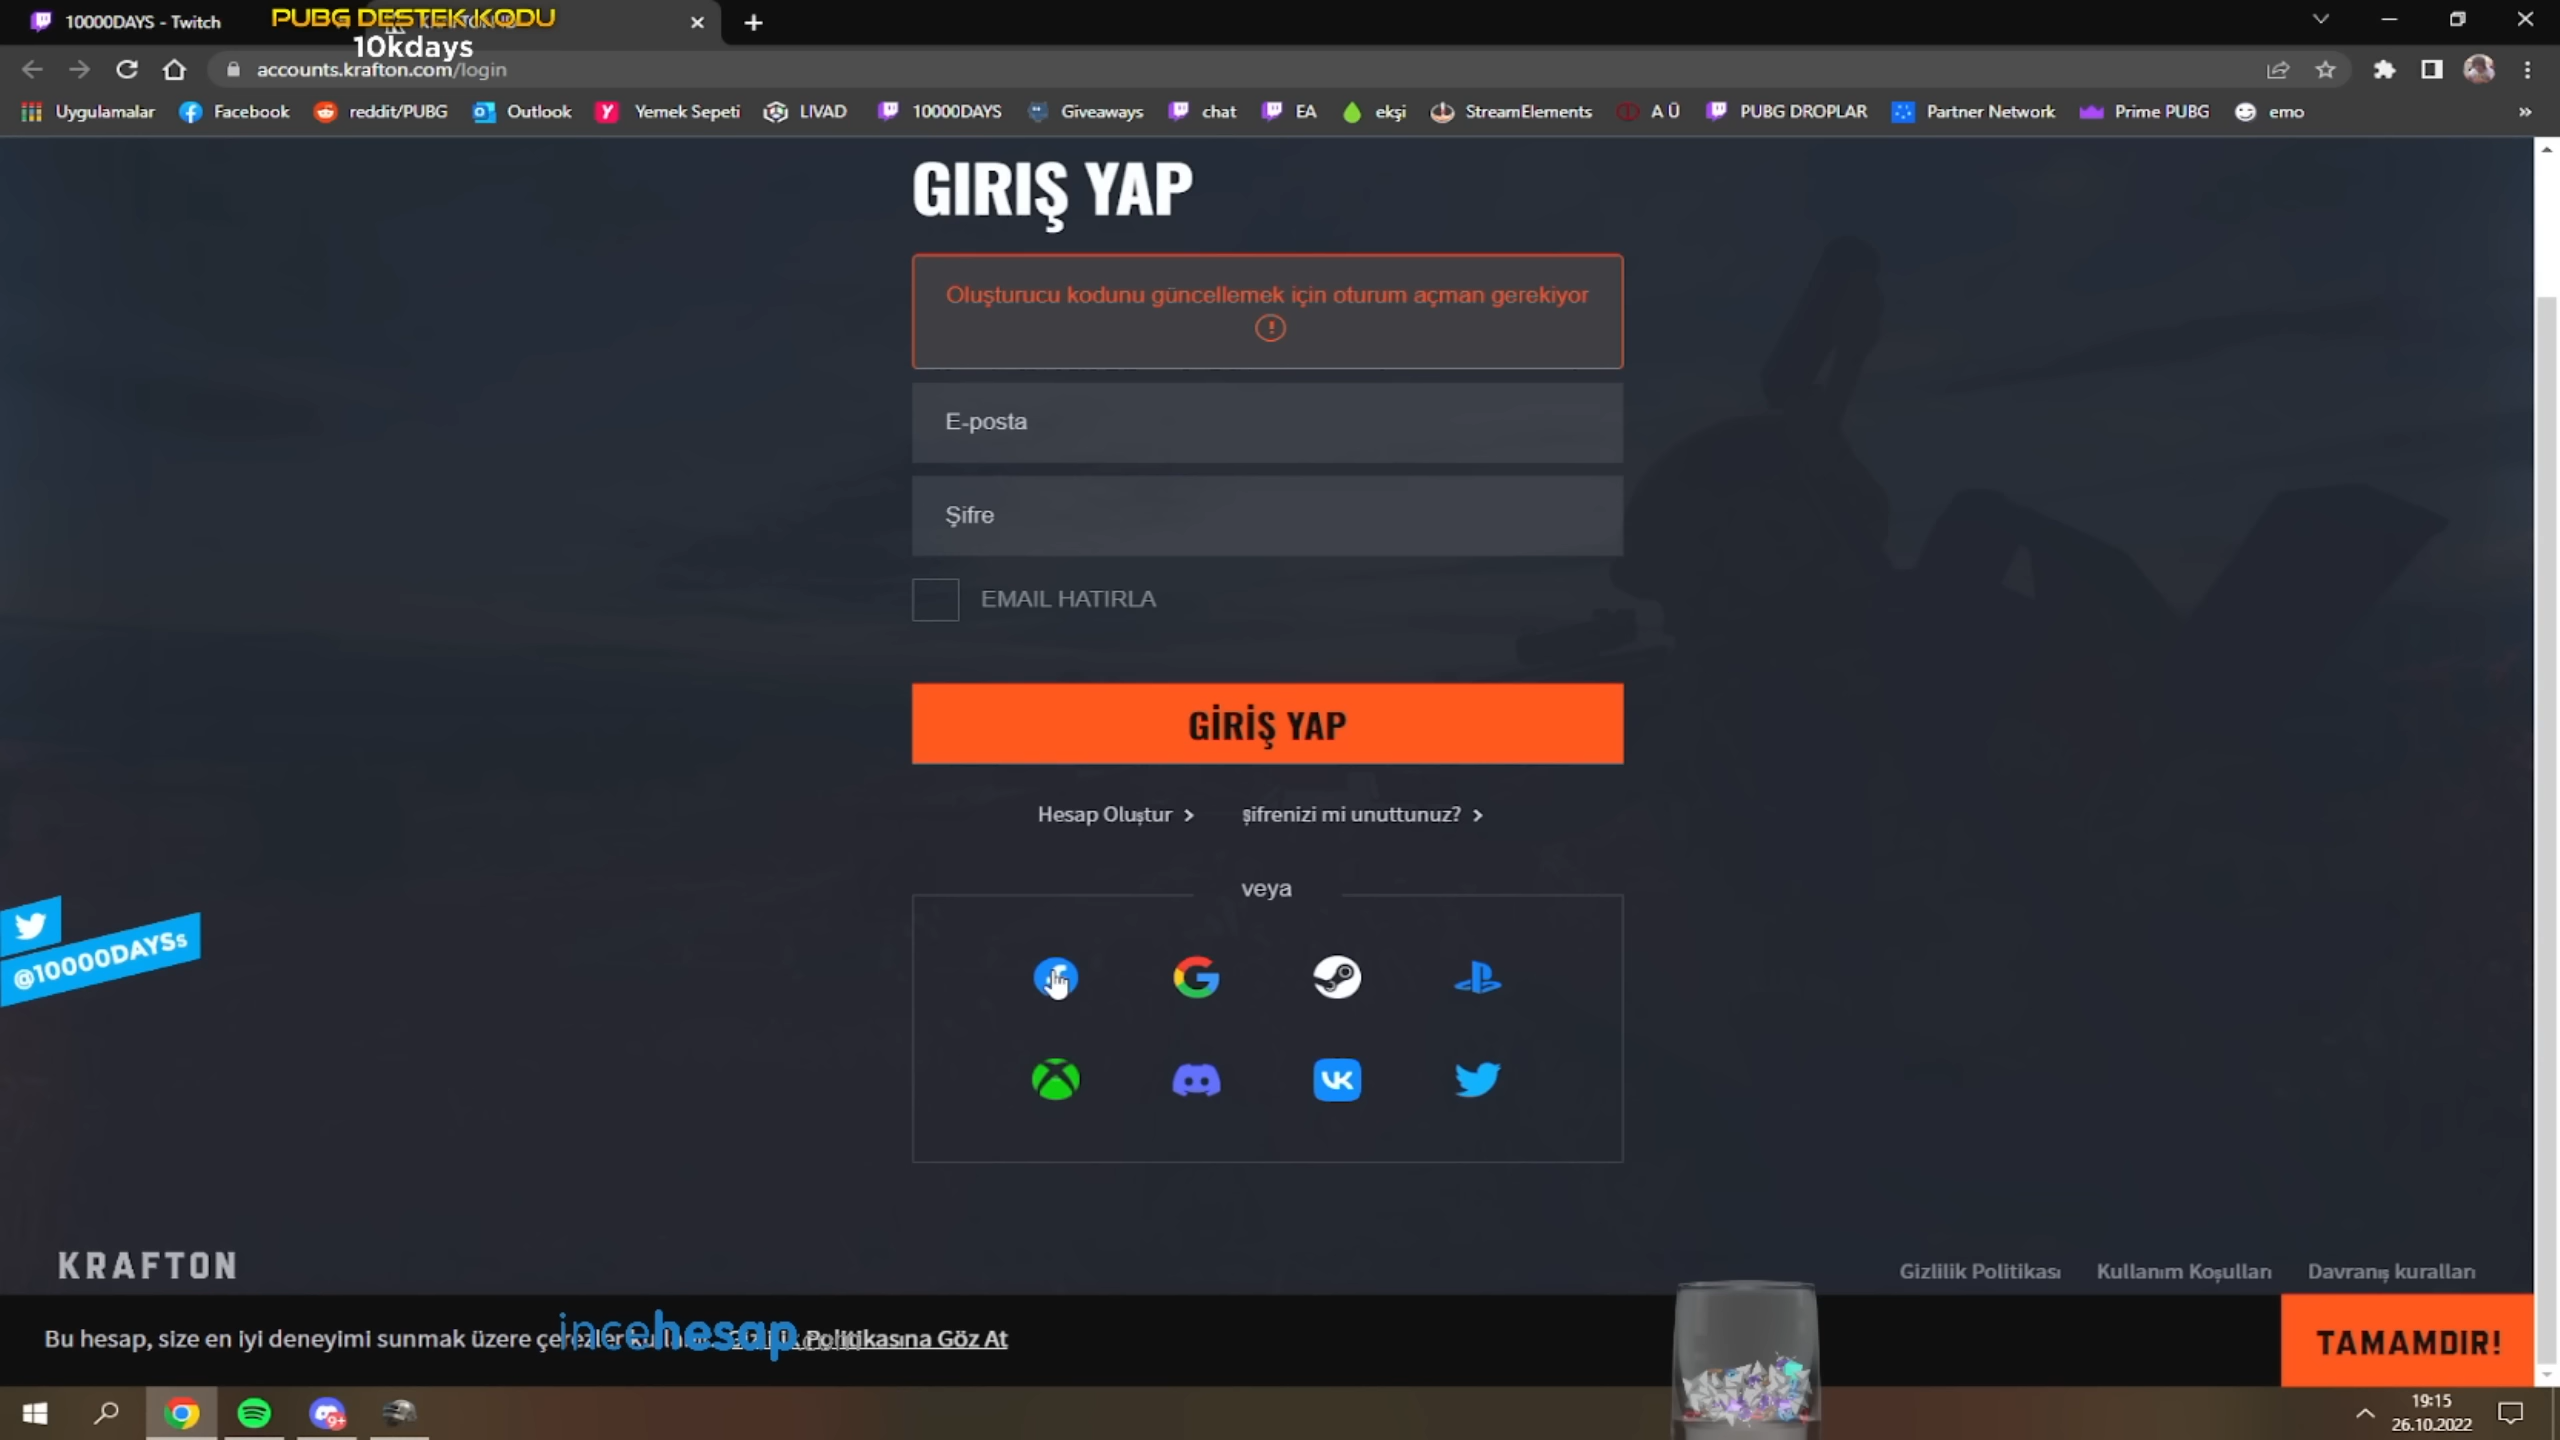 10000DAYS - Twitch
PUBG DESTEK KODU
10kdays
accounts.krafton.com/login
Uygulamalar
Facebook
reddit/PUBG
Outlook
Yemek Sepeti
LIVAD
10000DAYS
Giveaways
chat
EA
ekşi
StreamElements
A Ü
PUBG DROPLAR
Partner Network
Prime PUBG
emo
GIRIŞ YAP
Oluşturucu kodunu güncellemek için oturum açman gerekiyor
E-posta
Şifre
EMAIL HATIRLA
GİRİŞ YAP
Hesap Oluştur
şifrenizi mi unuttunuz?
veya
@10000DAYSs
KRAFTON
Gizlilik Politikası
Kullanım Koşulları
Davranış kuralları
Bu hesap, size en iyi deneyimi sunmak üzere çerezler Politikasına Göz At
incehesap
TAMAMDIR!
9+
19:15
26.10.2022